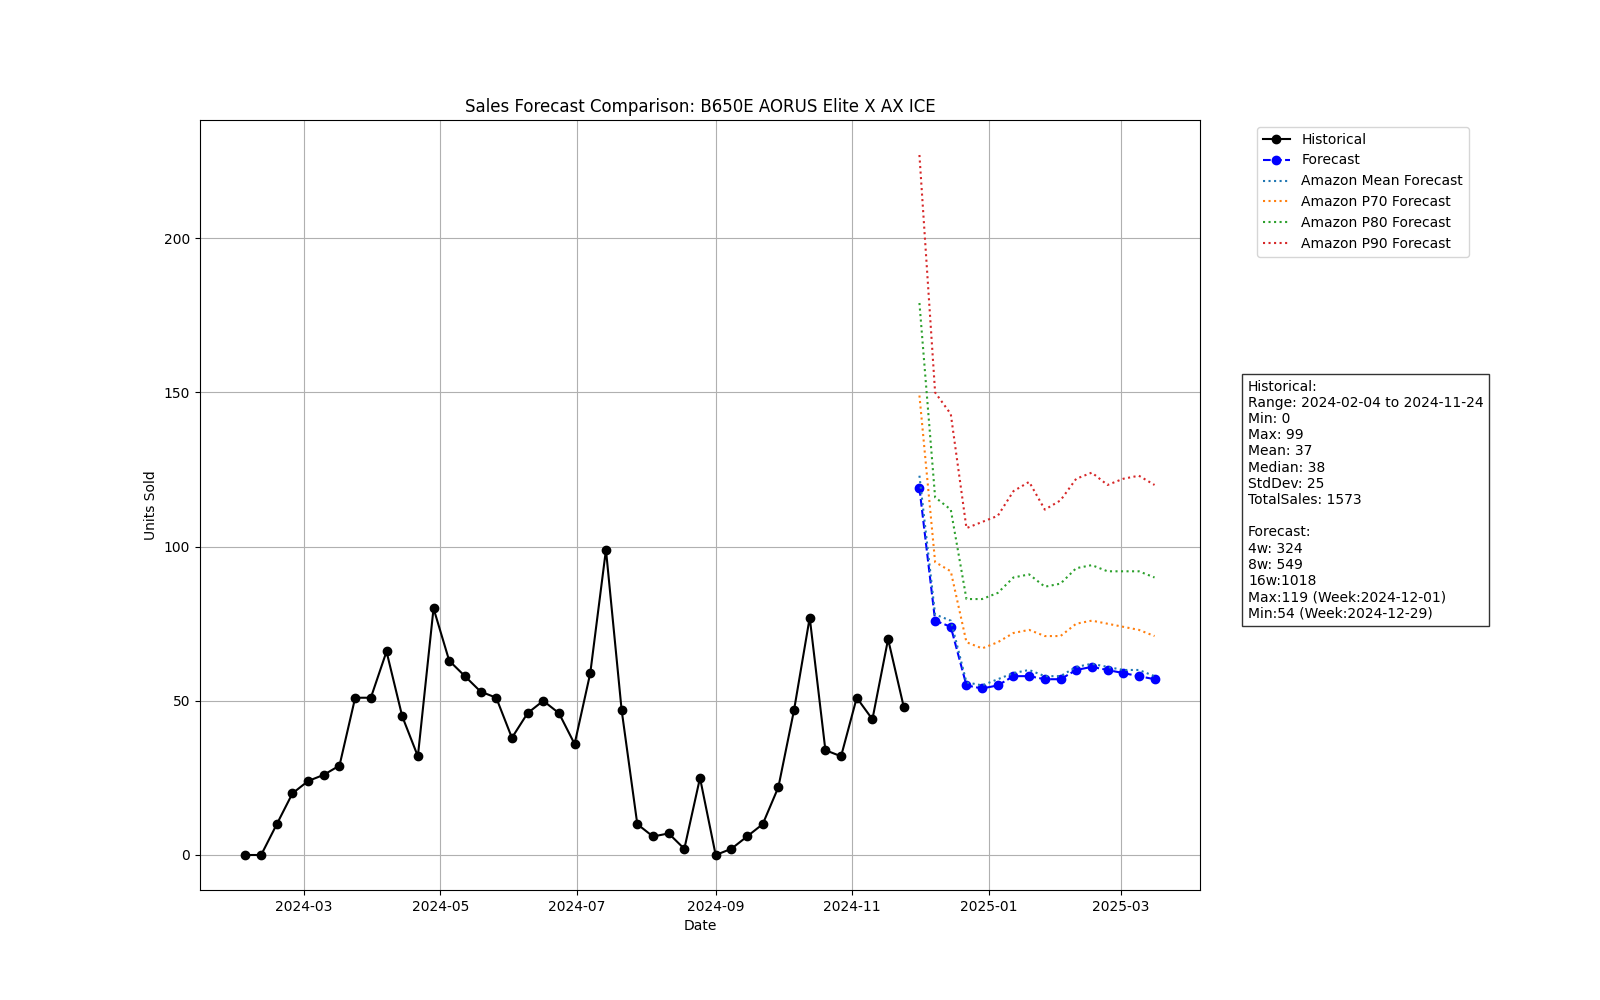 Sales Forecast Comparison: B650E AORUS Elite X AX ICE
Historical
Forecast
Amazon Mean Forecast
Amazon P70 Forecast
Amazon P80 Forecast
Amazon P90 Forecast
200
150
100
50
0
Units Sold
Historical:
Range: 2024-02-04 to 2024-11-24
Min: 0
Max: 99
Mean: 37
Median: 38
StdDev: 25
TotalSales: 1573
Forecast:
4w: 324
8w: 549
16w:1018
Max:119 (Week:2024-12-01)
Min:54 (Week:2024-12-29)
2024-03
2024-05
2024-07
2024-09
2024-11
2025-01
2025-03
Date